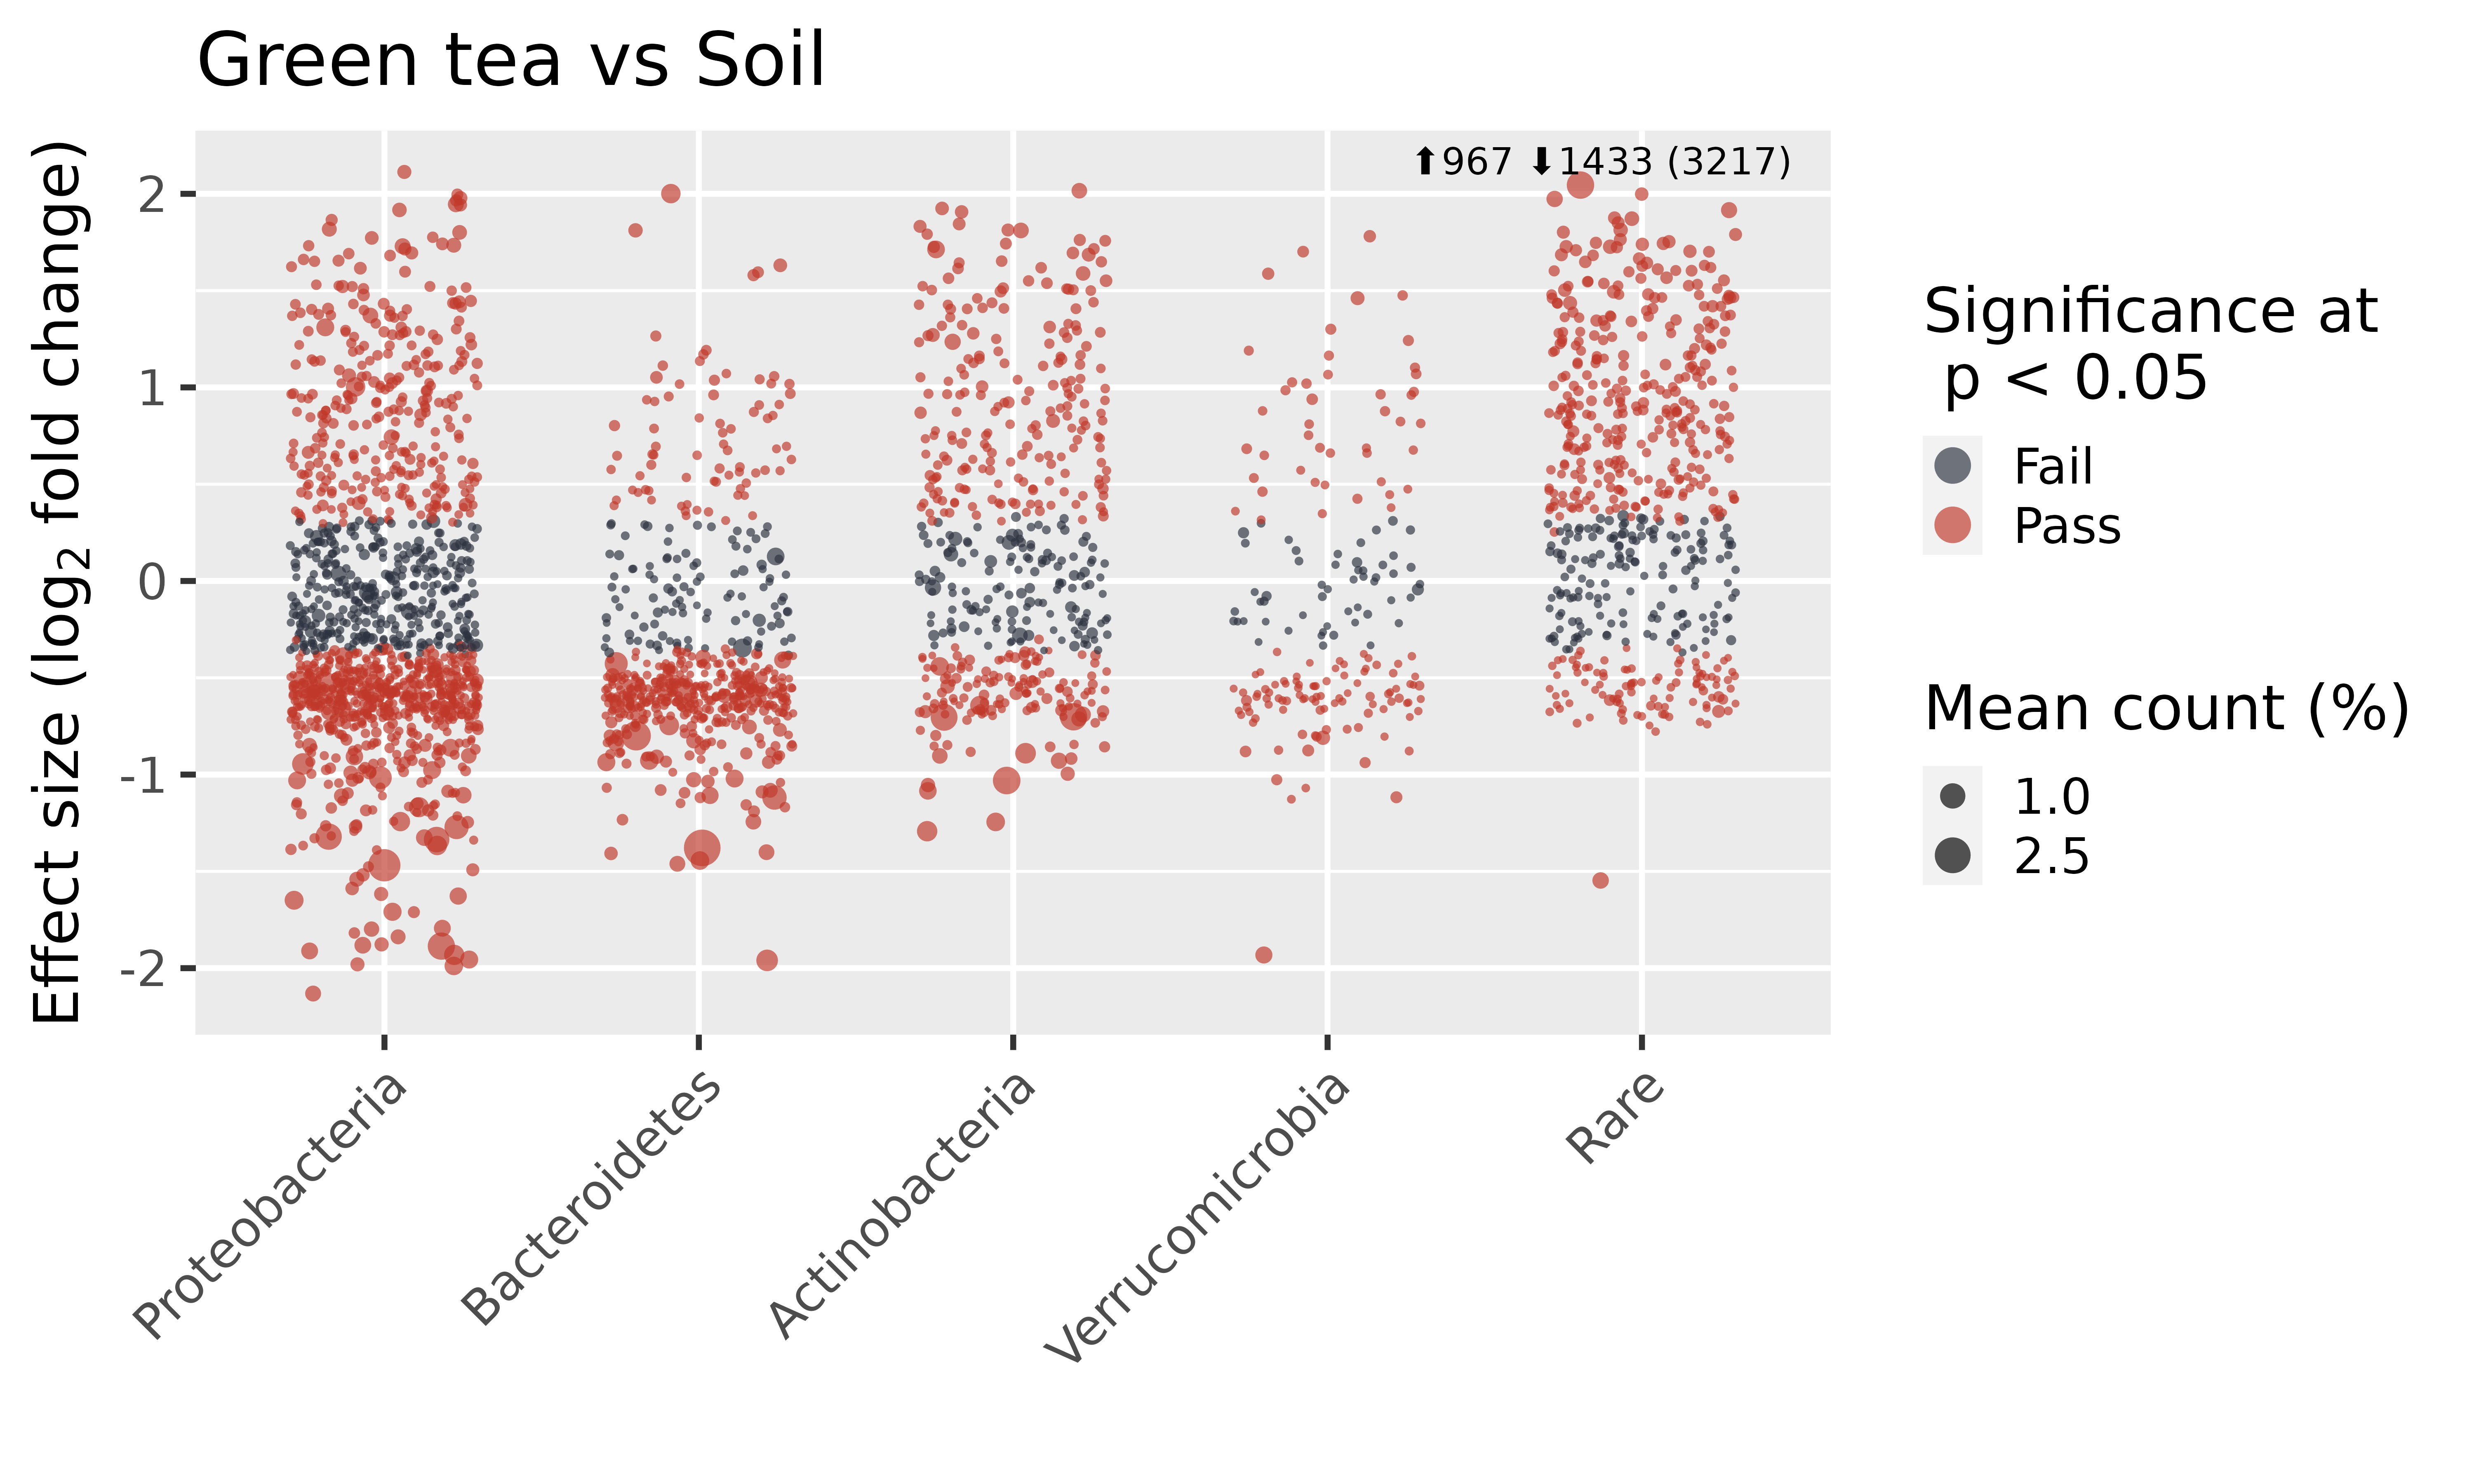 Green tea vs Soil
⬆967 ⬇1433 (3217)
Effect size (log₂ fold change)
2
1
0
-1
-2
Proteobacteria
Bacteroidetes
Actinobacteria
Verrucomicrobia
Rare
Significance at
p < 0.05
Fail
Pass
Mean count (%)
1.0
2.5